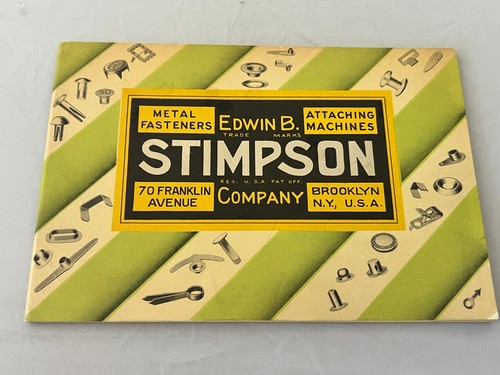 METAL
FASTENERS
EDWIN B.
TRADE MARKS
ATTACHING
MACHINES
STIMPSON
REG. U.S.A. PAT. OFF.
70 FRANKLIN
AVENUE
COMPANY
BROOKLYN
N.Y., U.S.A.